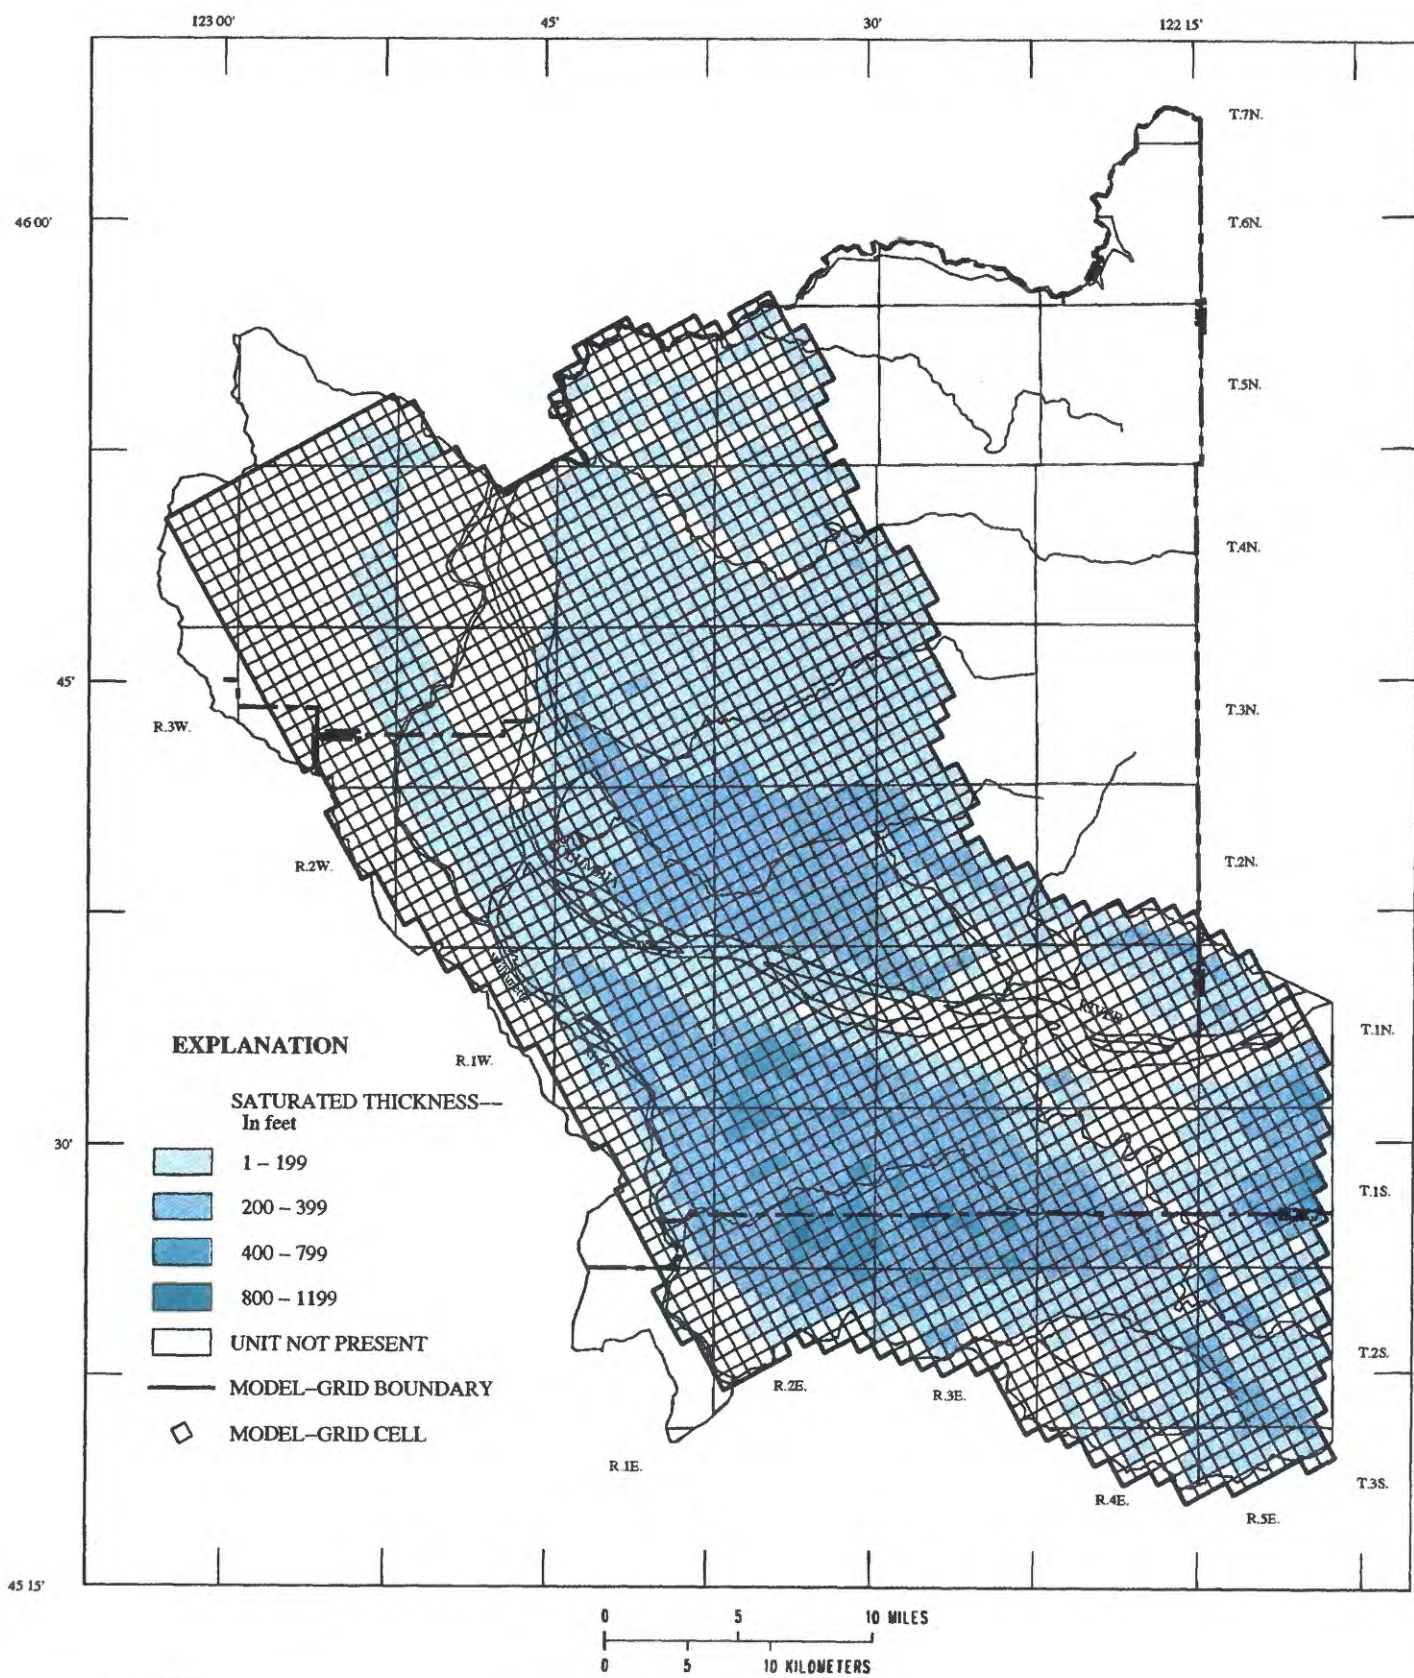 123 00'
45'
30'
122 15'
T.7N.
46 00'
T.6N.
T.5N.
T.4N.
45'
R.3W.
T.3N.
R.2W.
COLUMBIA
T.2N.
RIVER
T.1N.
R.1W.
EXPLANATION
SATURATED THICKNESS—
In feet
1 – 199
200 – 399
400 – 799
800 – 1199
UNIT NOT PRESENT
MODEL–GRID BOUNDARY
MODEL–GRID CELL
30'
T.1S.
T.2S.
R.2E.
R.3E.
R.1E.
T.3S.
R.4E.
R.5E.
45 15'
0 5 10 MILES
0 5 10 KILOMETERS